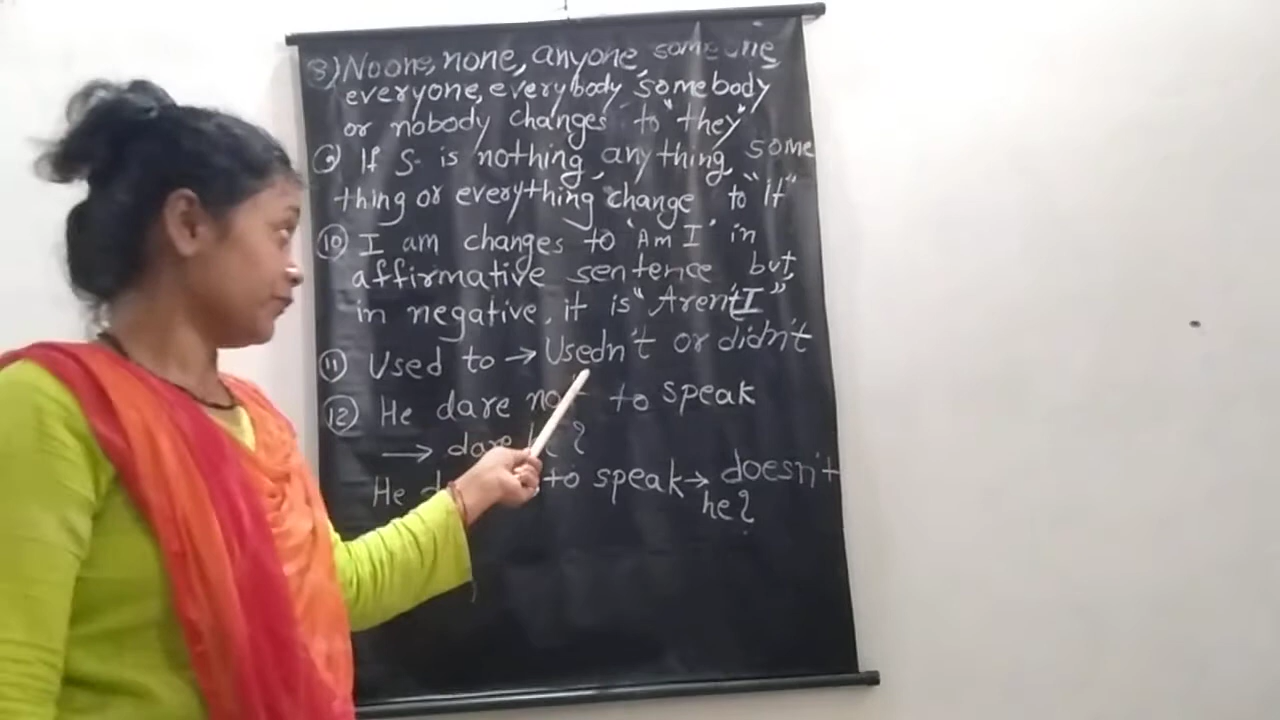 8) No one, none, anyone, someone
everyone, everybody somebody
or nobody changes to "they"
9) If S is nothing, anything, some
thing or everything change to "it"
10) I am changes to "Am I" in
affirmative sentence but,
in negative, it is "Aren't I"
11) Used to → Usedn't or didn't
12) He dare not to speak
→ dare he?
He to speak → doesn't
he?